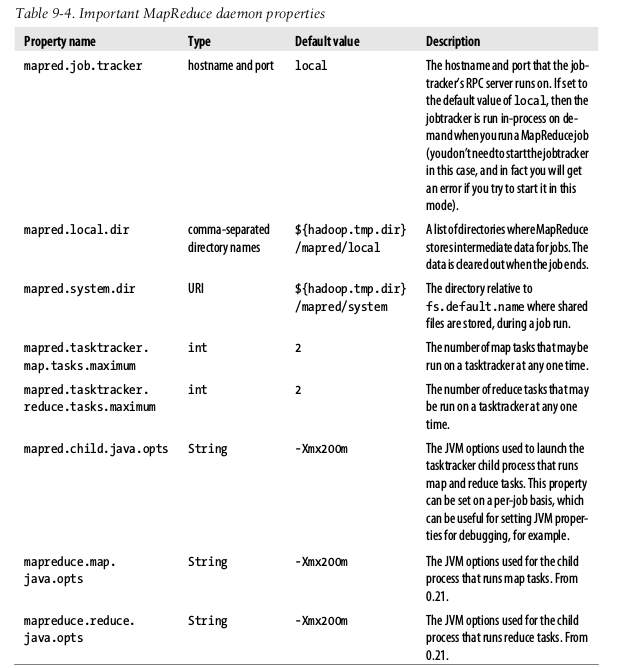 Table 9-4. Important MapReduce daemon properties
Property name Type Default value Description
mapred.job.tracker hostname and port local The hostname and port that the job-
tracker's RPC server runs on. If set to
the default value of local, then the
jobtracker is run in-process on de-
mand when you run a MapReduce job
(you don't need to start the jobtracker
in this case, and in fact you will get
an error if you try to start it in this
mode).
mapred.local.dir comma-separated ${hadoop.tmp.dir} A list of directories where MapReduce
directory names /mapred/local stores intermediate data for jobs. The
data is cleared out when the job ends.
mapred.system.dir URI ${hadoop.tmp.dir} The directory relative to
/mapred/system fs.default.name where shared
files are stored, during a job run.
mapred.tasktracker. int 2 The number of map tasks that may be
map.tasks.maximum run on a tasktracker at any one time.
mapred.tasktracker. int 2 The number of reduce tasks that may
reduce.tasks.maximum be run on a tasktracker at any one
time.
mapred.child.java.opts String -Xmx200m The JVM options used to launch the
tasktracker child process that runs
map and reduce tasks. This property
can be set on a per-job basis, which
can be useful for setting JVM proper-
ties for debugging, for example.
mapreduce.map. String -Xmx200m The JVM options used for the child
java.opts process that runs map tasks. From
0.21.
mapreduce.reduce. String -Xmx200m The JVM options used for the child
java.opts process that runs reduce tasks. From
0.21.